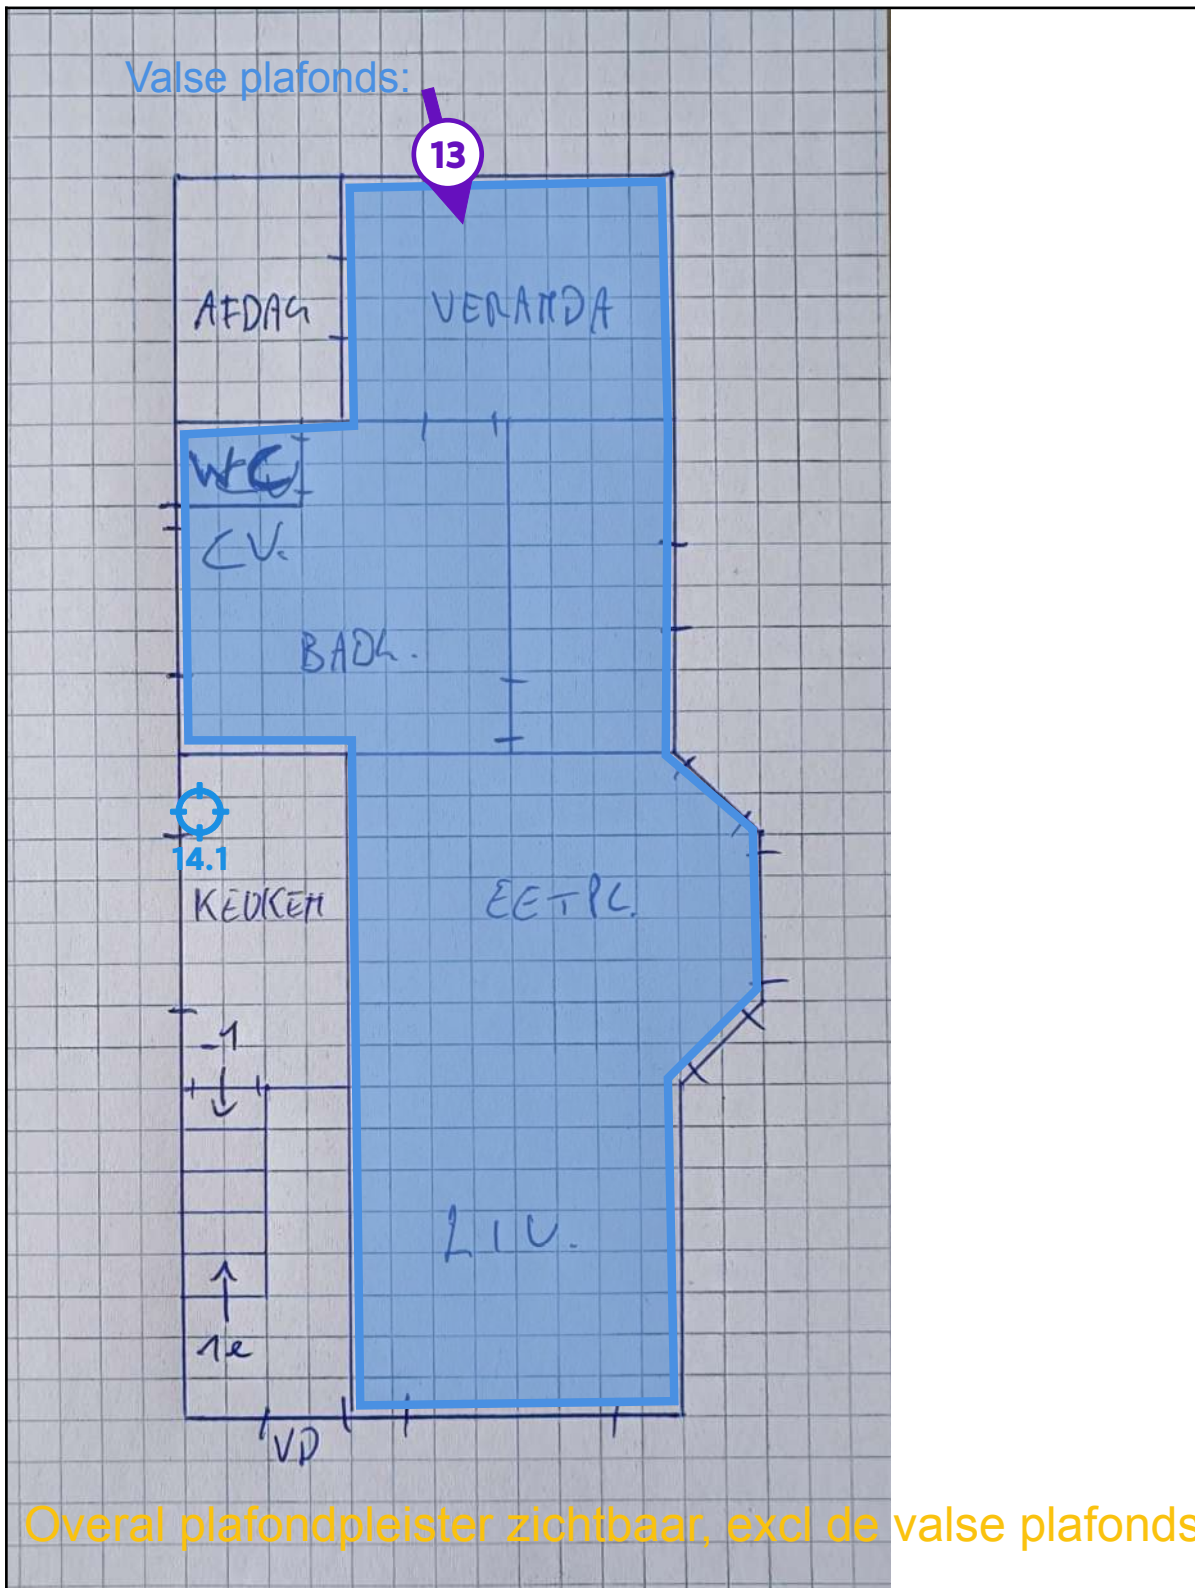 Valse plafonds:
13
AFDAK
VERANDA
WC
CV.
BADK.
14.1
KEUKEN
EETPL.
-1
LIV.
1e
VD
Overal plafondpleister zichtbaar, excl de valse plafonds